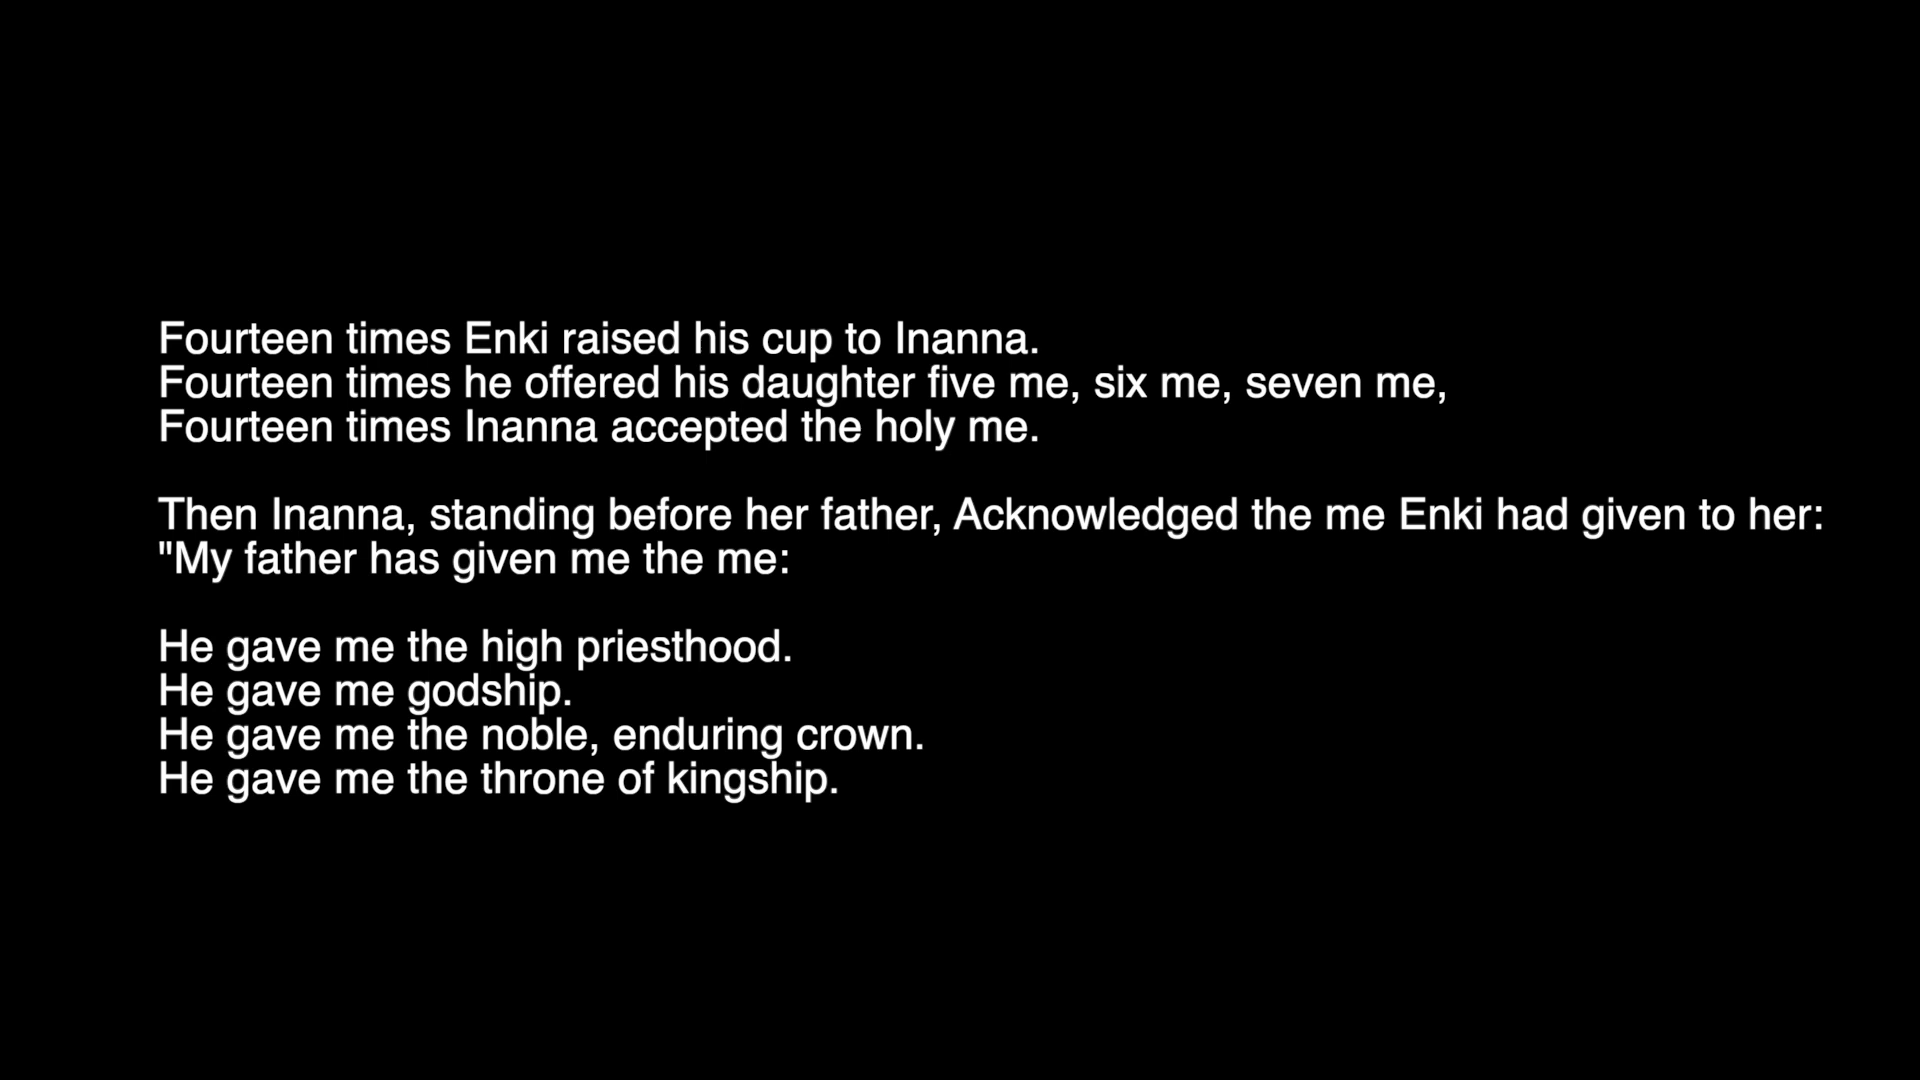 Fourteen times Enki raised his cup to Inanna.
Fourteen times he offered his daughter five me, six me, seven me,
Fourteen times Inanna accepted the holy me.
Then Inanna, standing before her father, Acknowledged the me Enki had given to her:
"My father has given me the me:
He gave me the high priesthood.
He gave me godship.
He gave me the noble, enduring crown.
He gave me the throne of kingship.